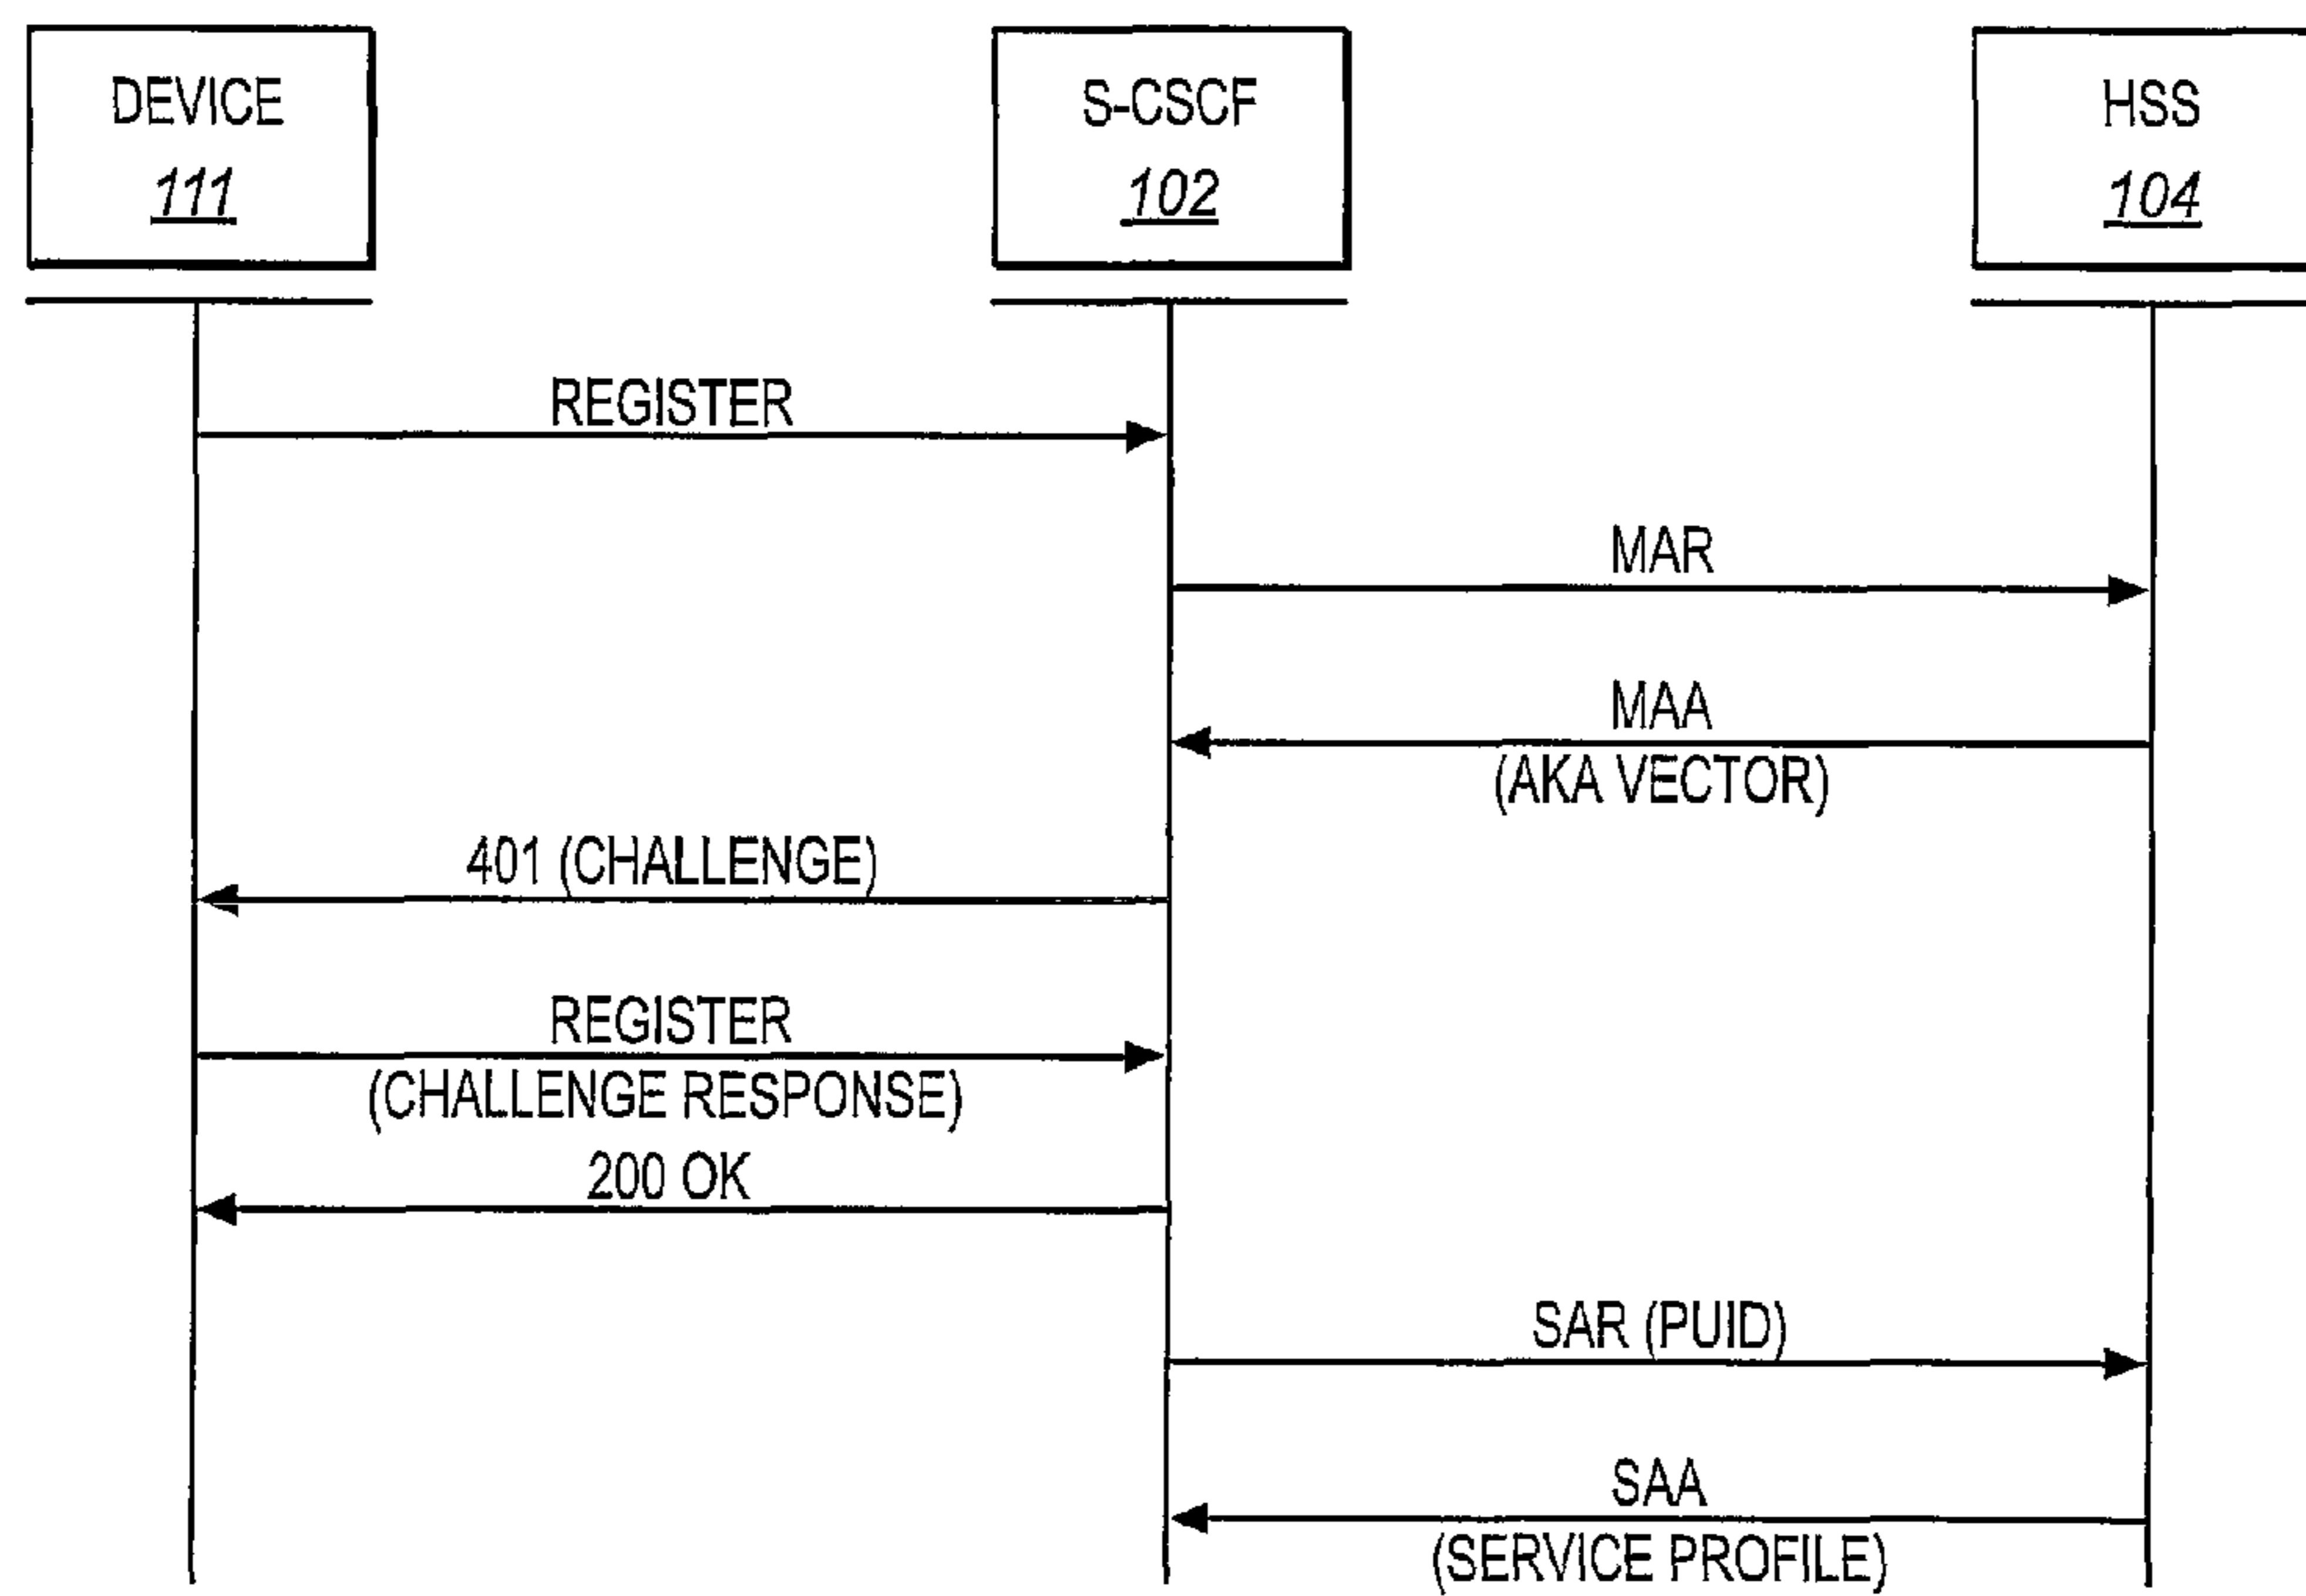 DEVICE
111
S-CSCF
102
HSS
104
REGISTER
MAR
MAA
(AKA VECTOR)
401 (CHALLENGE)
REGISTER
(CHALLENGE RESPONSE)
200 OK
SAR (PUID)
SAA
(SERVICE PROFILE)